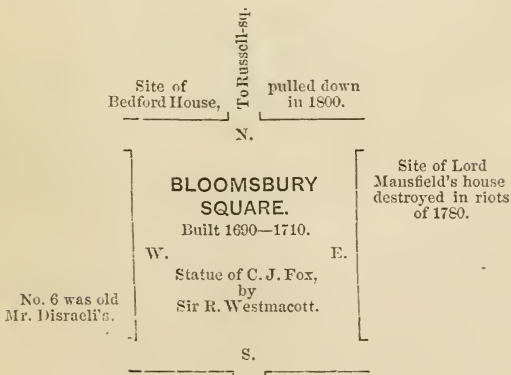 To Russell-sq.
Site of
Bedford House,
pulled down
in 1800.
N.
BLOOMSBURY
SQUARE.
Built 1690—1710.
W.
E.
Statue of C. J. Fox,
by
Sir R. Westmacott.
Site of Lord
Mansfield's house
destroyed in riots
of 1780.
No. 6 was old
Mr. Disraeli's.
S.